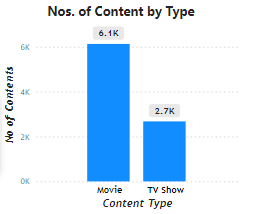 Nos. of Content by Type
6.1K
2.7K
6K
4K
2K
0K
No of Contents
Movie
TV Show
Content Type